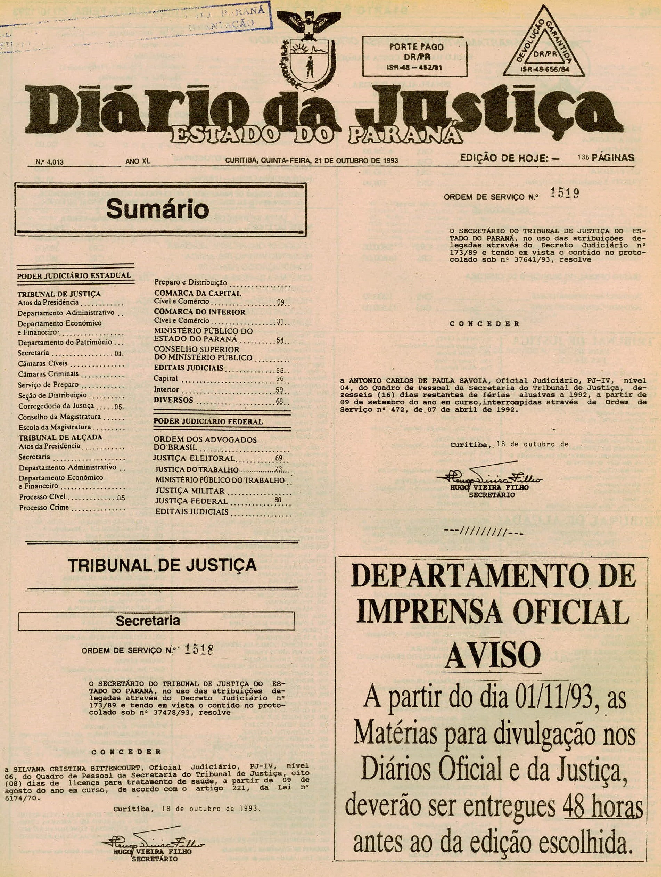 PARANÁ
PORTE PAGO
DR/PR
ISR-48 - 452/81
DEVOLUÇÃO GARANTIDA
DR/PR
ISR-48-656/84
Diário da Justiça
ESTADO DO PARANÁ
N.º 4.013 ANO XL CURITIBA, QUINTA-FEIRA, 21 DE OUTUBRO DE 1993 EDIÇÃO DE HOJE: — 136 PÁGINAS
Sumário
PODER JUDICIÁRIO ESTADUAL
TRIBUNAL DE JUSTIÇA
Atos da Presidência
Departamento Administrativo
Departamento Econômico
e Financeiro
Departamento do Patrimônio
Secretaria 01
Câmaras Cíveis
Câmaras Criminais
Serviço de Preparo
Seção de Distribuição
Corregedoria da Justiça 05
Conselho da Magistratura
Escola da Magistratura
TRIBUNAL DE ALÇADA
Atos da Presidência
Secretaria
Departamento Administrativo
Departamento Econômico
e Financeiro
Processo Cível 05
Processo Crime
Preparo e Distribuição
COMARCA DA CAPITAL
Cível e Comércio 09
COMARCA DO INTERIOR
Cível e Comércio
MINISTÉRIO PÚBLICO DO
ESTADO DO PARANÁ
CONSELHO SUPERIOR
DO MINISTÉRIO PÚBLICO
EDITAIS JUDICIAIS
Capital
Interior
DIVERSOS
PODER JUDICIÁRIO FEDERAL
ORDEM DOS ADVOGADOS
DO BRASIL
JUSTIÇA ELEITORAL 69
JUSTIÇA DO TRABALHO
MINISTÉRIO PÚBLICO DO TRABALHO
JUSTIÇA MILITAR
JUSTIÇA FEDERAL 80
EDITAIS JUDICIAIS
TRIBUNAL DE JUSTIÇA
Secretaria
ORDEM DE SERVIÇO N.º 1518
O SECRETÁRIO DO TRIBUNAL DE JUSTIÇA DO ES-
TADO DO PARANÁ, no uso das atribuições de-
legadas através do Decreto Judiciário nº
173/89 e tendo em vista o contido no proto-
colado sob nº 37478/93, resolve
C O N C E D E R
a SILVANA CRISTINA BITTENCOURT, Oficial Judiciário, PJ-IV, nível
06, do Quadro de Pessoal da Secretaria do Tribunal de Justiça, oito
(08) dias de licença para tratamento de saúde, a partir de 09 de
agosto do ano em curso, de acordo com o artigo 221, da Lei nº
6174/70.
Curitiba, 18 de outubro de 1993.
HUGO VIEIRA FILHO
SECRETÁRIO
ORDEM DE SERVIÇO N.º 1519
O SECRETÁRIO DO TRIBUNAL DE JUSTIÇA DO ES-
TADO DO PARANÁ, no uso das atribuições de-
legadas através do Decreto Judiciário nº
173/89 e tendo em vista o contido no proto-
colado sob nº 37641/93, resolve
C O N C E D E R
a ANTONIO CARLOS DE PAULA SAVOIA, Oficial Judiciário, PJ-IV, nível
04, do Quadro de Pessoal da Secretaria do Tribunal de Justiça, de-
zesseis (16) dias restantes de férias alusivas a 1992, a partir de
09 de setembro do ano em curso, interrompidas através da Ordem de
Serviço nº 472, de 07 de abril de 1992.
Curitiba, 18 de outubro de
HUGO VIEIRA FILHO
SECRETÁRIO
---/////////---
DEPARTAMENTO DE
IMPRENSA OFICIAL
AVISO
A partir do dia 01/11/93, as
Matérias para divulgação nos
Diários Oficial e da Justiça,
deverão ser entregues 48 horas
antes ao da edição escolhida.